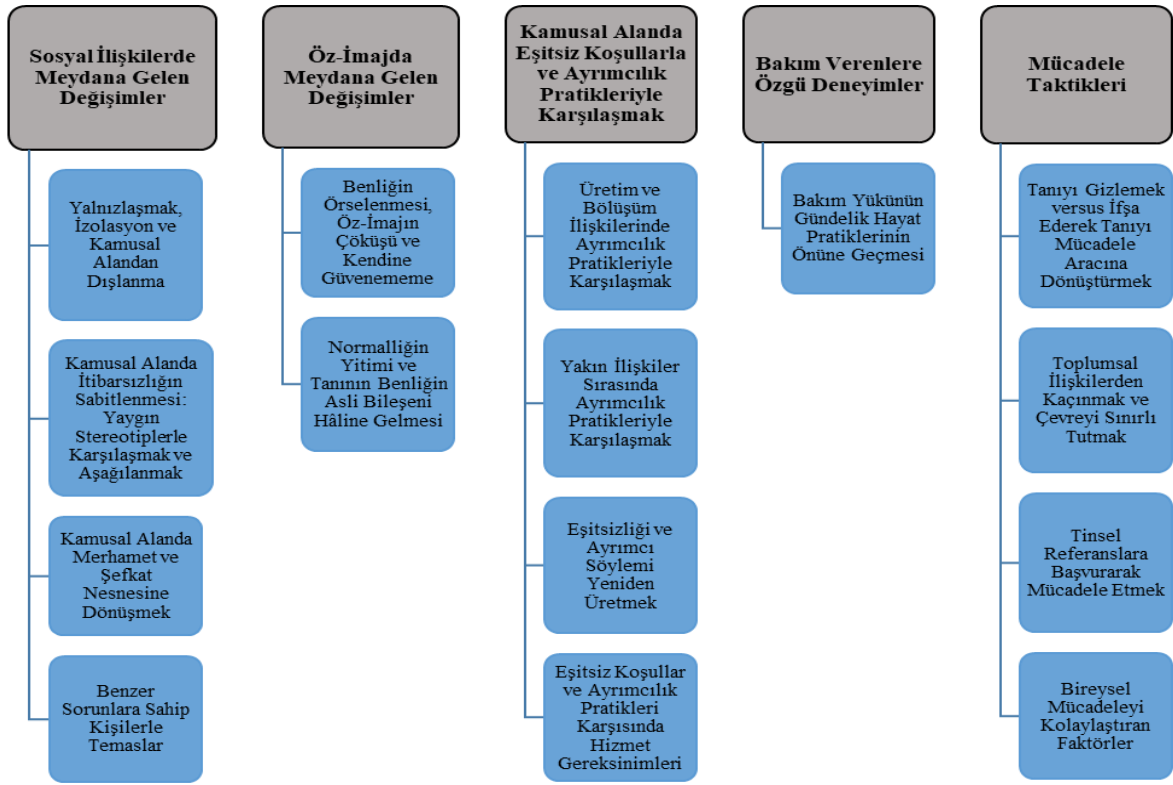 Sosyal İlişkilerde
Meydana Gelen
Değişimler
Yalnızlaşmak,
İzolasyon ve
Kamusal
Alandan
Dışlanma
Kamusal Alanda
İtibarsızlığın
Sabitlenmesi:
Yaygın
Stereotiplerle
Karşılaşmak ve
Aşağılanmak
Kamusal Alanda
Merhamet ve
Şefkat
Nesnesine
Dönüşmek
Benzer
Sorunlara Sahip
Kişilerle
Temaslar
Öz-İmajda
Meydana Gelen
Değişimler
Benliğin
Örselenmesi,
Öz-İmajın
Çöküşü ve
Kendine
Güvenememe
Normalliğin
Yitimi ve
Tanının Benliğin
Asli Bileşeni
Hâline Gelmesi
Kamusal Alanda
Eşitsiz Koşullarla
ve Ayrımcılık
Pratikleriyle
Karşılaşmak
Üretim ve
Bölüşüm
İlişkilerinde
Ayrımcılık
Pratikleriyle
Karşılaşmak
Yakın İlişkiler
Sırasında
Ayrımcılık
Pratikleriyle
Karşılaşmak
Eşitsizliği ve
Ayrımcı
Söylemi
Yeniden
Üretmek
Eşitsiz Koşullar
ve Ayrımcılık
Pratikleri
Karşısında
Hizmet
Gereksinimleri
Bakım Verenlere
Özgü Deneyimler
Bakım Yükünün
Gündelik Hayat
Pratiklerinin
Önüne Geçmesi
Mücadele
Taktikleri
Tanıyı Gizlemek
versus İfşa
Ederek Tanıyı
Mücadele
Aracına
Dönüştürmek
Toplumsal
İlişkilerden
Kaçınmak ve
Çevreyi Sınırlı
Tutmak
Tinsel
Referanslara
Başvurarak
Mücadele Etmek
Bireysel
Mücadeleyi
Kolaylaştıran
Faktörler